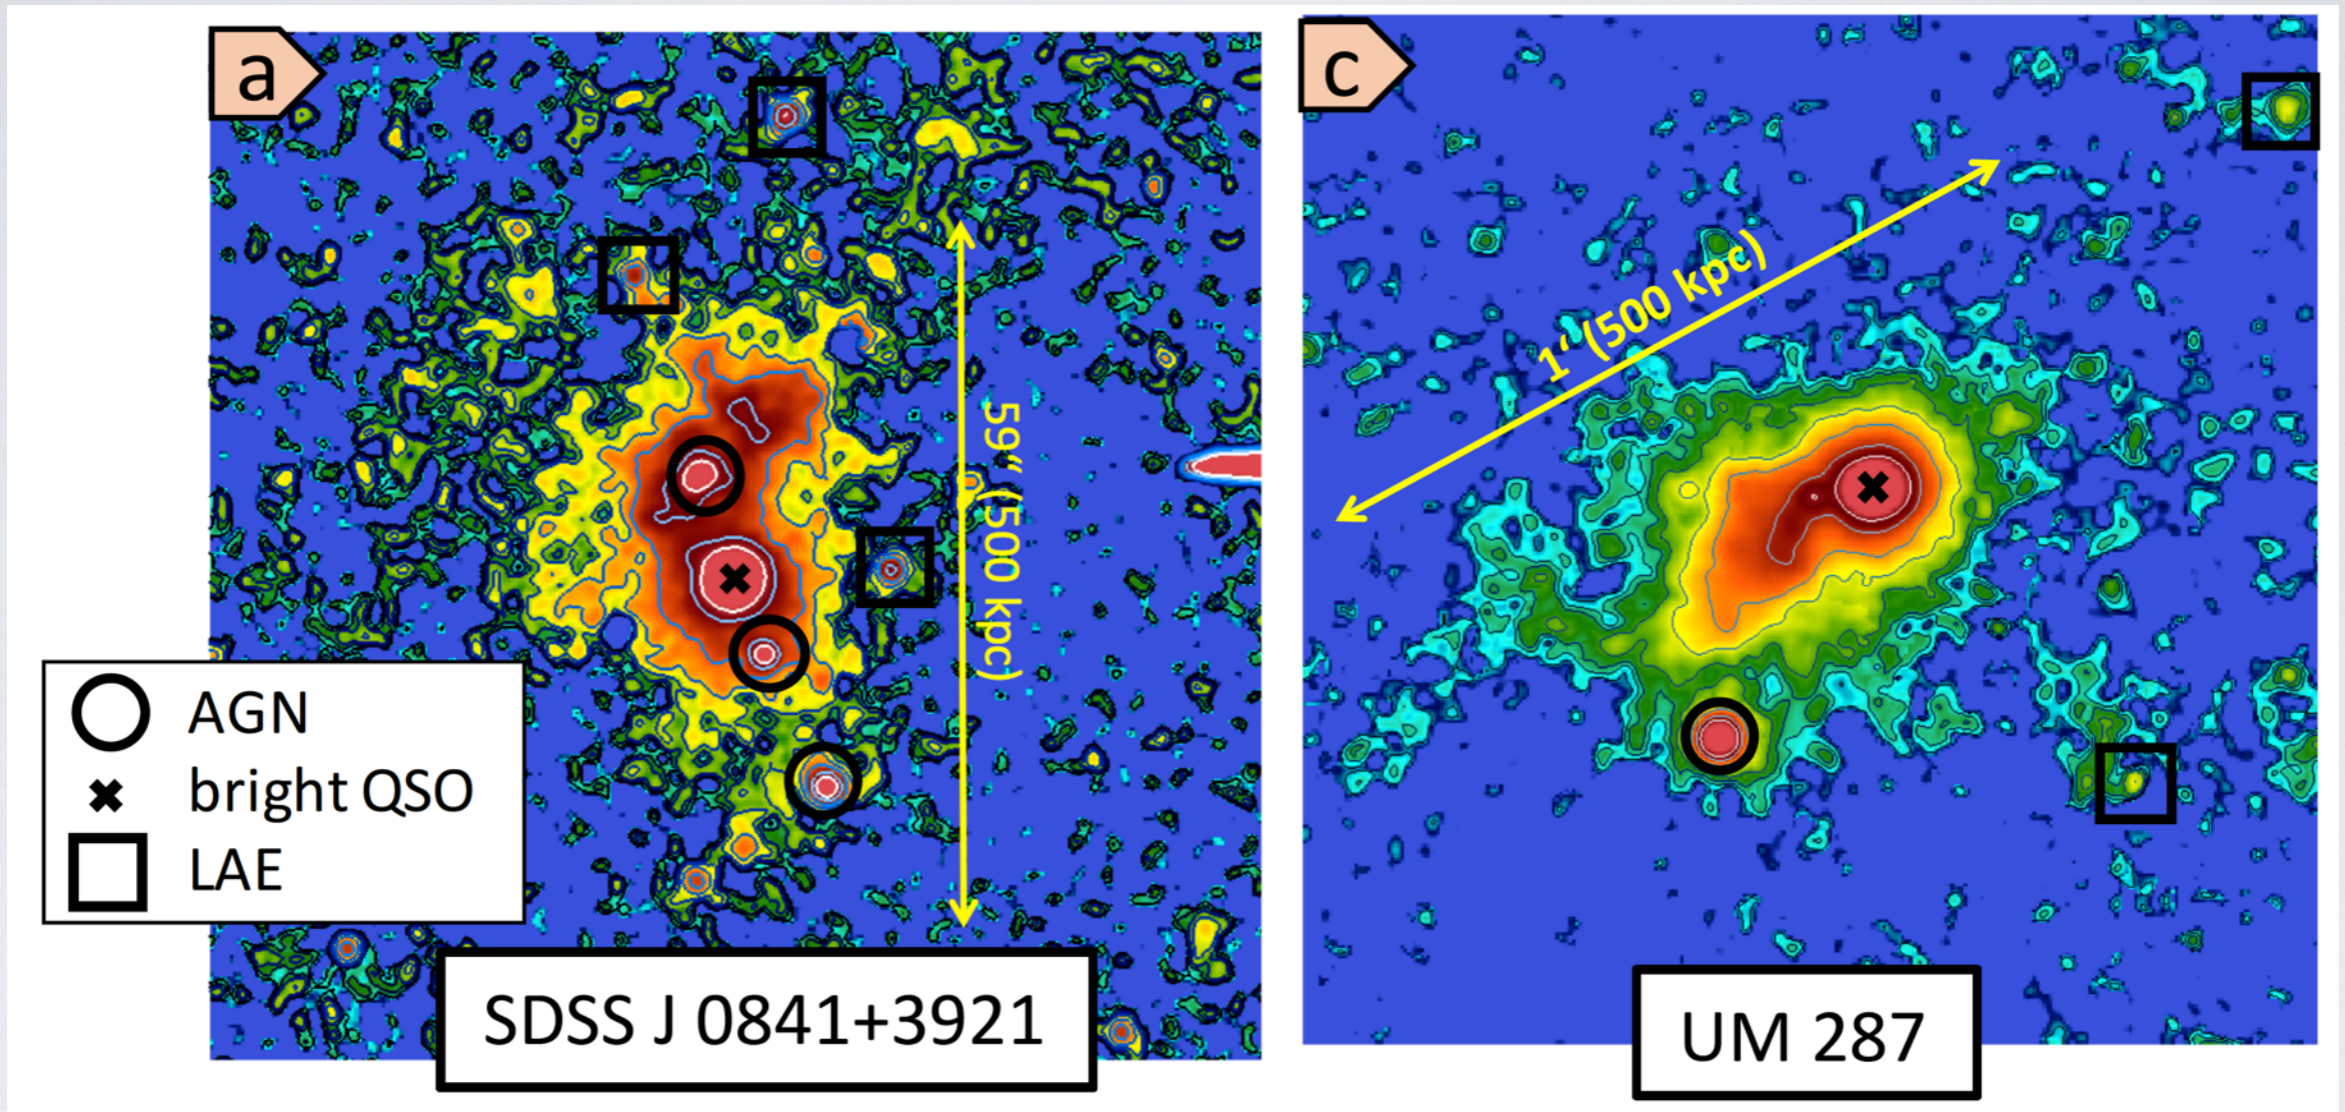 a
59“ (500 kpc)
AGN
bright QSO
LAE
SDSS J 0841+3921
c
1‘ (500 kpc)
UM 287